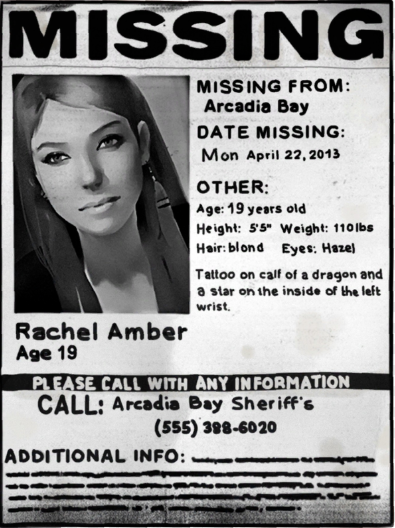 MISSING
MISSING FROM:
Arcadia Bay
DATE MISSING:
Mon April 22, 2013
OTHER:
Age: 19 years old
Height: 5'5" Weight: 110lbs
Hair: blond Eyes: Hazel
Tattoo on calf of a dragon and
a star on the inside of the left
wrist.
Rachel Amber
Age 19
PLEASE CALL WITH ANY INFORMATION
CALL: Arcadia Bay Sheriff's
(555) 398-6020
ADDITIONAL INFO: